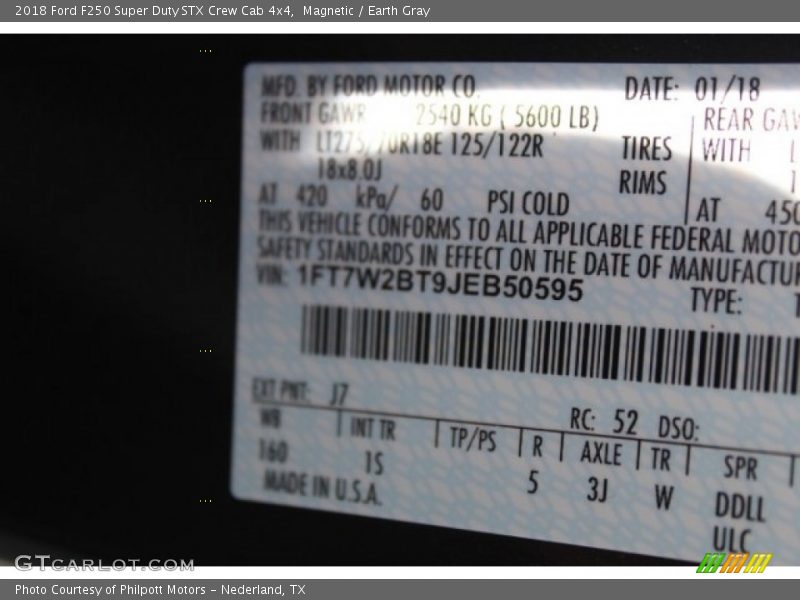 2018 Ford F250 Super Duty STX Crew Cab 4x4, Magnetic / Earth Gray
MFD. BY FORD MOTOR CO. DATE: 01/18
FRONT GAWR 2540 KG ( 5600 LB) REAR GAW
WITH LT275/70R18E 125/122R TIRES WITH L
18x8.0J RIMS 1
AT 420 kPa/ 60 PSI COLD AT 450
THIS VEHICLE CONFORMS TO ALL APPLICABLE FEDERAL MOTO
SAFETY STANDARDS IN EFFECT ON THE DATE OF MANUFACTUR
VIN: 1FT7W2BT9JEB50595 TYPE: T
EXT PNT: J7 RC: 52 DSO:
WB INT TR TP/PS R AXLE TR SPR
160 1S 5 3J W DDLL
MADE IN U.S.A. ULC
GTCARLOT.COM
Photo Courtesy of Philpott Motors - Nederland, TX